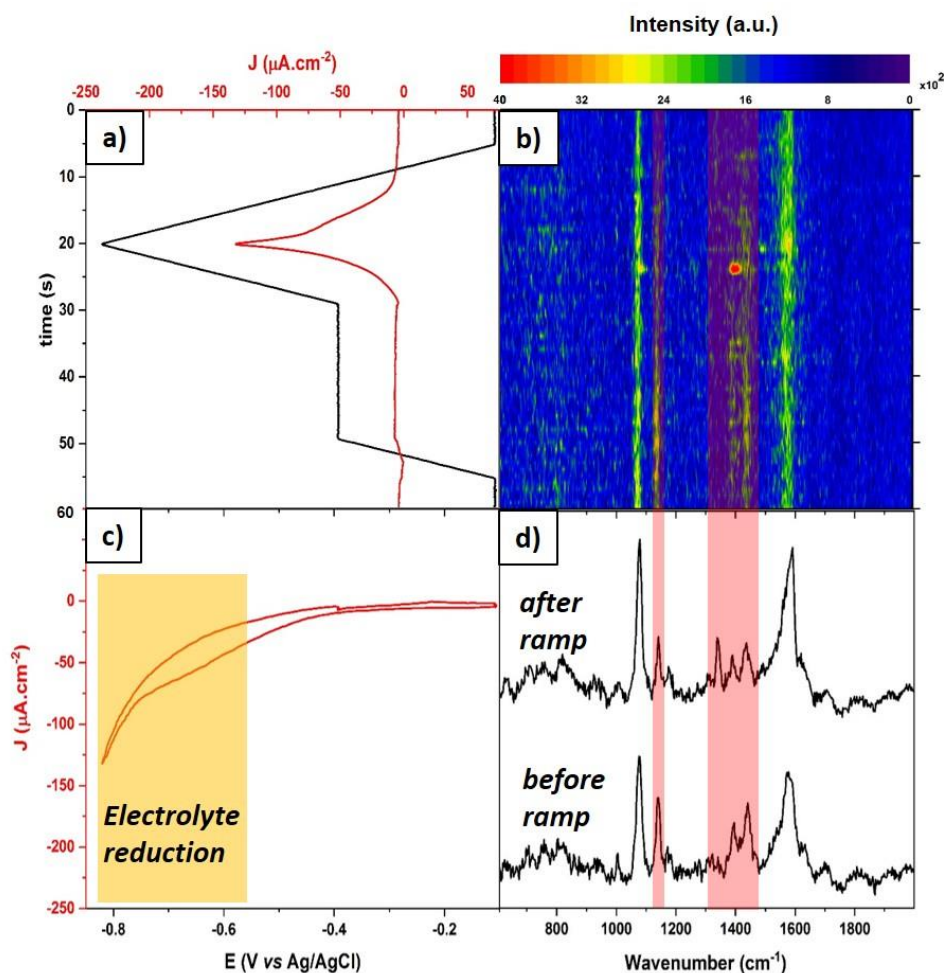 Intensity (a.u.)
J (μA.cm⁻²)
-250 -200 -150 -100 -50 0 50
40 32 24 16 8 0
x10²
a)
b)
0
10
20
30
40
50
60
time (s)
c)
d)
0
-50
-100
-150
-200
-250
J (μA.cm⁻²)
Electrolyte
reduction
after
ramp
before
ramp
-0.8 -0.6 -0.4 -0.2
800 1000 1200 1400 1600 1800
E (V vs Ag/AgCl)
Wavenumber (cm⁻¹)